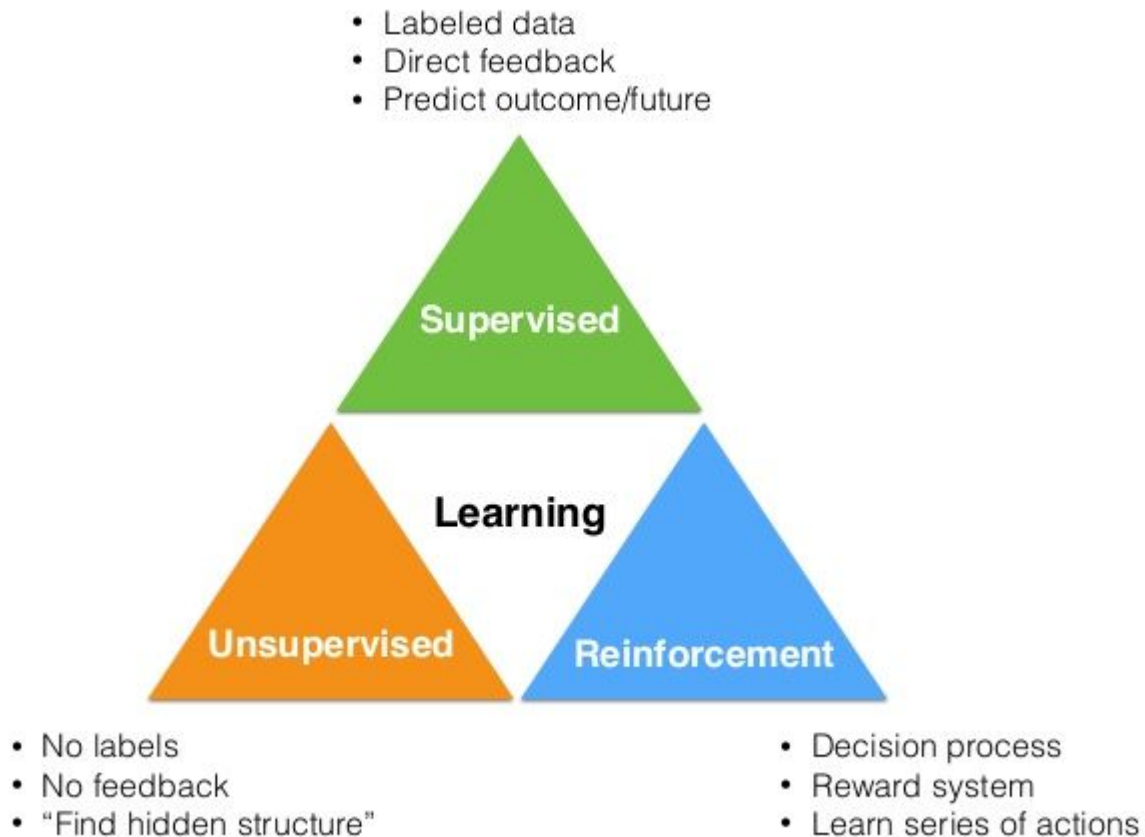 • Labeled data
• Direct feedback
• Predict outcome/future
Supervised
Learning
Unsupervised
Reinforcement
• No labels
• No feedback
• “Find hidden structure”
• Decision process
• Reward system
• Learn series of actions